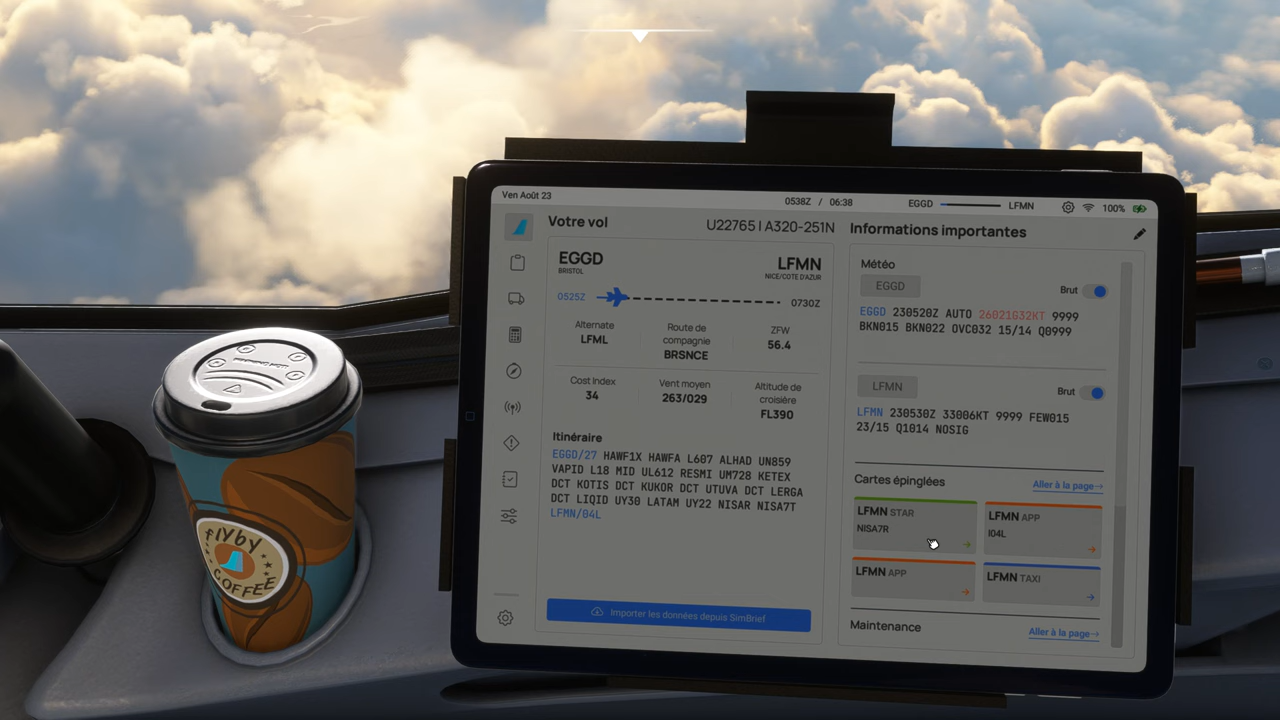 Ven Août 23
0538Z / 06:38
EGGD LFMN
100%
Votre vol
U22765 | A320-251N
EGGD
BRISTOL
LFMN
NICE/COTE D'AZUR
0525Z
0730Z
Alternate
LFML
Route de
compagnie
BRSNCE
ZFW
56.4
Cost Index
34
Vent moyen
263/029
Altitude de
croisière
FL390
Itinéraire
EGGD/27 HAWF1X HAWFA L607 ALHAD UN859
VAPID L18 MID UL612 RESMI UM728 KETEX
DCT KOTIS DCT KUKOR DCT UTUVA DCT LERGA
DCT LIQID UY30 LATAM UY22 NISAR NISA7T
LFMN/04L
Importer les données depuis SimBrief
Informations importantes
Météo
EGGD
Brut
EGGD 230520Z AUTO 26021G32KT 9999
BKN015 BKN022 OVC032 15/14 Q0999
LFMN
Brut
LFMN 230530Z 33006KT 9999 FEW015
23/15 Q1014 NOSIG
Cartes épinglées
Aller à la page→
LFMN STAR
NISA7R
LFMN APP
I04L
LFMN APP
LFMN TAXI
Maintenance
Aller à la page→
flyby
COFFEE